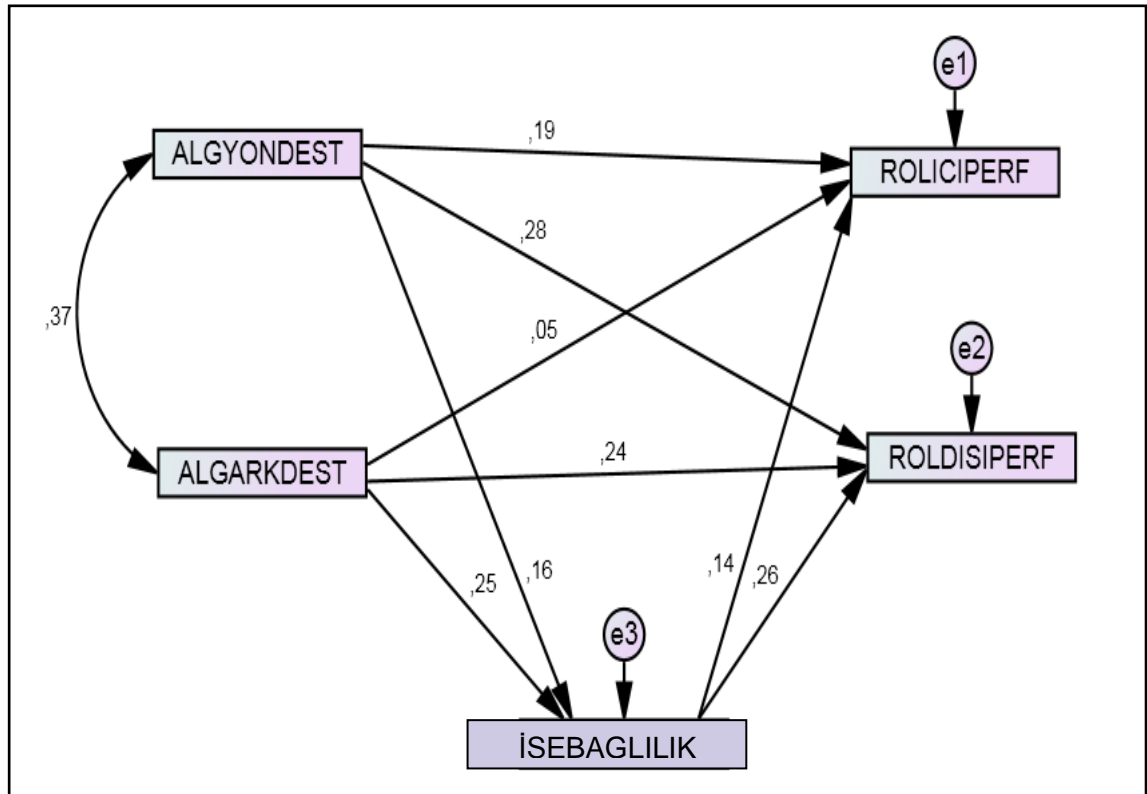 e1
ALGYONDEST
,19
ROLICIPERF
,28
,37
,05
e2
ALGARKDEST
,24
ROLDISIPERF
,25
,16
,14
,26
e3
İSEBAGLILIK